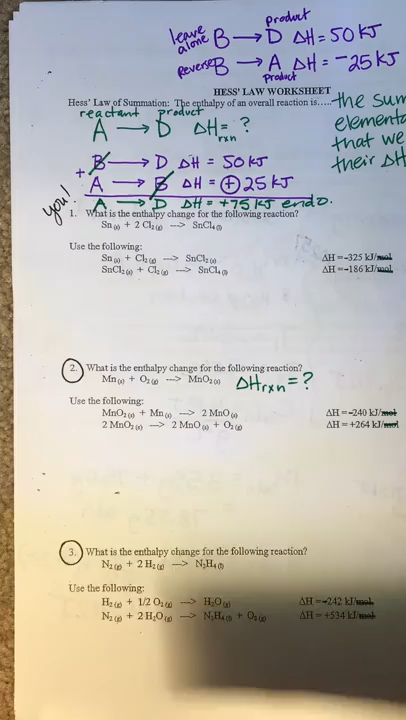 product
leave alone B → D ΔH = 50 KJ
reverse B → A ΔH = -25 KJ
product
HESS' LAW WORKSHEET
Hess' Law of Summation: The enthalpy of an overall reaction is..... the sum
reactant product elementa
A → D ΔHrxn = ? that we
their ΔH
+ B → D ΔH = 50 KJ
A → B ΔH = + 25 KJ
you! A → D ΔH = +75 KJ endo.
1. What is the enthalpy change for the following reaction?
Sn (s) + 2 Cl2 (g) --> SnCl4 (l)
Use the following:
Sn (s) + Cl2 (g) --> SnCl2 (s) ΔH = -325 kJ/mol
SnCl2 (s) + Cl2 (g) --> SnCl4 (l) ΔH = -186 kJ/mol
2. What is the enthalpy change for the following reaction?
Mn (s) + O2 (g) --> MnO2 (s) ΔHrxn = ?
Use the following:
MnO2 (s) + Mn (s) --> 2 MnO (s) ΔH = -240 kJ/mol
2 MnO2 (s) --> 2 MnO (s) + O2 (g) ΔH = +264 kJ/mol
3. What is the enthalpy change for the following reaction?
N2 (g) + 2 H2 (g) --> N2H4 (l)
Use the following:
H2 (g) + 1/2 O2 (g) --> H2O (g) ΔH = -242 kJ/mol
N2 (g) + 2 H2O (g) --> N2H4 (l) + O2 (g) ΔH = +534 kJ/mol